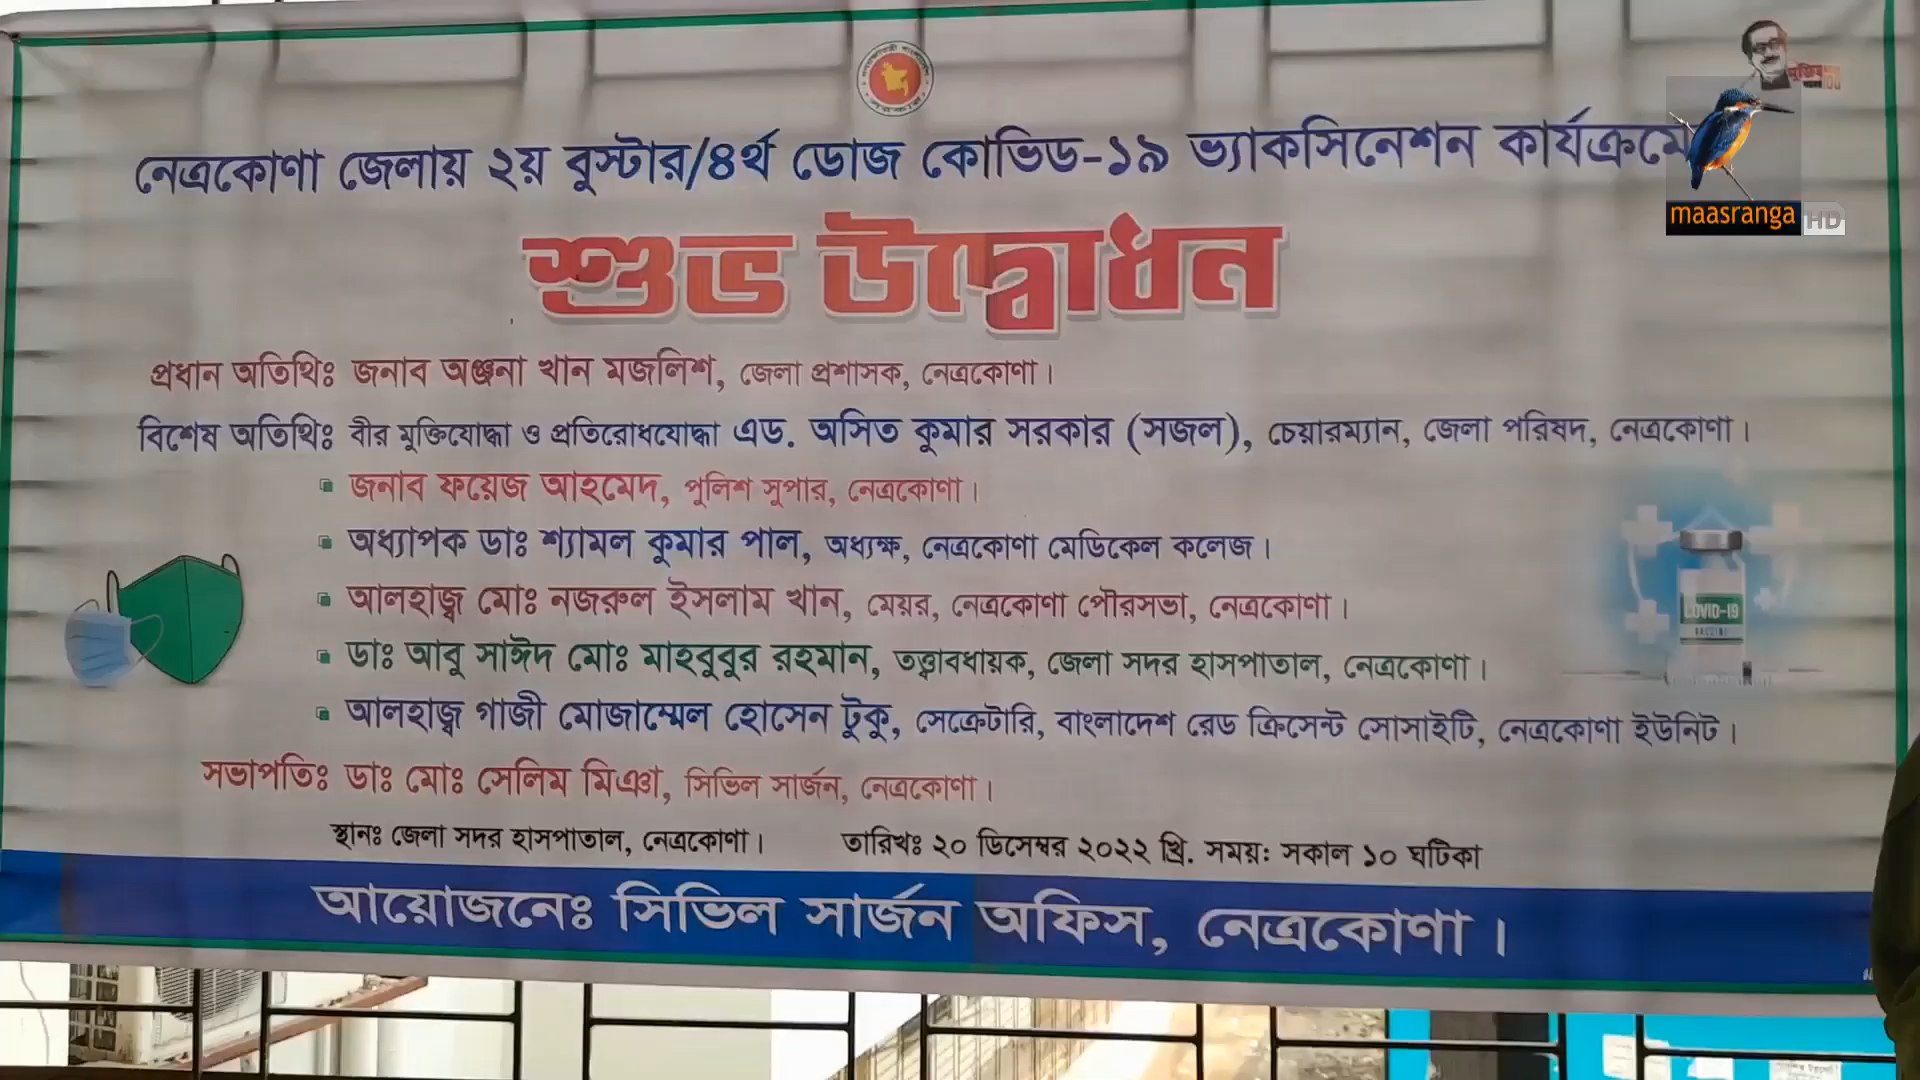 নেত্রকোণা জেলায় ২য় বুস্টার/৪র্থ ডোজ কোভিড-১৯ ভ্যাকসিনেশন কার্যক্রমের
maasranga HD
শুভ উদ্বোধন
প্রধান অতিথিঃ জনাব অঞ্জনা খান মজলিশ, জেলা প্রশাসক, নেত্রকোণা।
বিশেষ অতিথিঃ বীর মুক্তিযোদ্ধা ও প্রতিরোধযোদ্ধা এড. অসিত কুমার সরকার (সজল), চেয়ারম্যান, জেলা পরিষদ, নেত্রকোণা।
জনাব ফয়েজ আহমেদ, পুলিশ সুপার, নেত্রকোণা।
অধ্যাপক ডাঃ শ্যামল কুমার পাল, অধ্যক্ষ, নেত্রকোণা মেডিকেল কলেজ।
আলহাজ্ব মোঃ নজরুল ইসলাম খান, মেয়র, নেত্রকোণা পৌরসভা, নেত্রকোণা।
ডাঃ আবু সাঈদ মোঃ মাহবুবুর রহমান, তত্ত্বাবধায়ক, জেলা সদর হাসপাতাল, নেত্রকোণা।
আলহাজ্ব গাজী মোজাম্মেল হোসেন টুকু, সেক্রেটারি, বাংলাদেশ রেড ক্রিসেন্ট সোসাইটি, নেত্রকোণা ইউনিট।
COVID-19
VACCINE
সভাপতিঃ ডাঃ মোঃ সেলিম মিঞা, সিভিল সার্জন, নেত্রকোণা।
স্থানঃ জেলা সদর হাসপাতাল, নেত্রকোণা। তারিখঃ ২০ ডিসেম্বর ২০২২ খ্রি. সময়: সকাল ১০ ঘটিকা
আয়োজনেঃ সিভিল সার্জন অফিস, নেত্রকোণা।